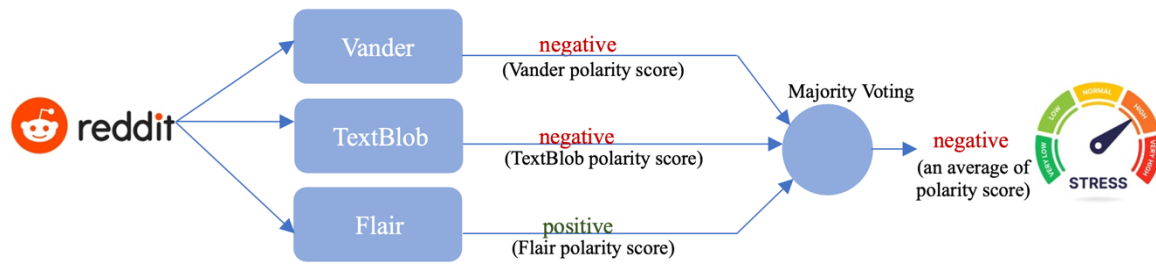 reddit
Vander
negative
(Vander polarity score)
TextBlob
negative
(TextBlob polarity score)
Flair
positive
(Flair polarity score)
Majority Voting
negative
(an average of
polarity score)
VERY LOW
LOW
NORMAL
HIGH
VERY HIGH
STRESS